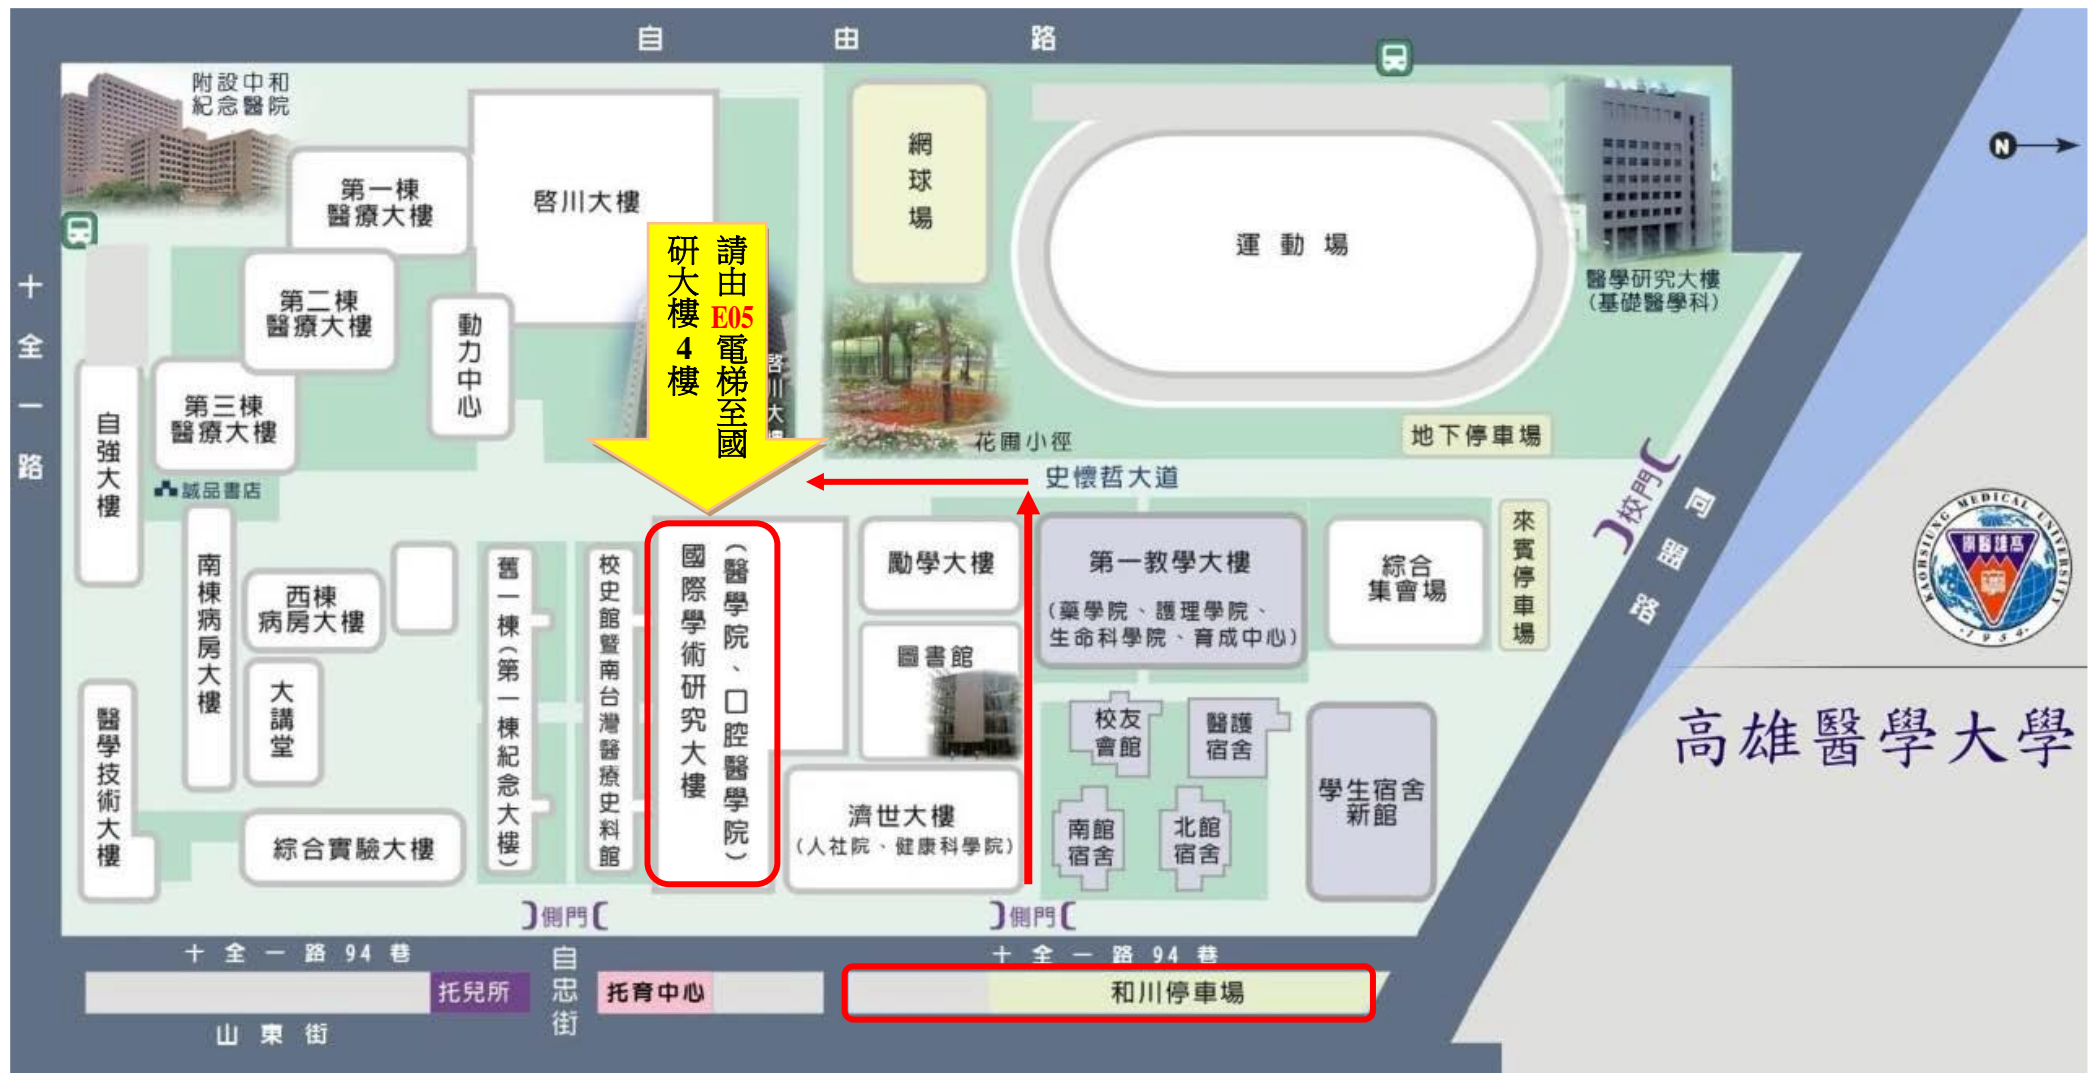 自由路
附設中和
紀念醫院
第一棟
醫療大樓
啓川大樓
網球場
運動場
N
醫學研究大樓
(基礎醫學科)
十全一路
第二棟
醫療大樓
動力中心
請由E05電梯至國
研大樓4樓
啓川大樓
第三棟
醫療大樓
自強大樓
誠品書店
花圃小徑
地下停車場
史懷哲大道
校門
同盟路
南棟病房大樓
西棟
病房大樓
大講堂
醫學技術大樓
綜合實驗大樓
舊一棟(第一棟紀念大樓)
校史館暨南台灣醫療史料館
(醫學院、口腔醫學院)
國際學術研究大樓
勵學大樓
圖書館
濟世大樓
(人社院、健康科學院)
第一教學大樓
(藥學院、護理學院、
生命科學院、育成中心)
綜合
集會場
來賓停車場
校友
會館
醫護
宿舍
南館
宿舍
北館
宿舍
學生宿舍
新館
KAOHSIUNG MEDICAL UNIVERSITY
學醫雄高
1954
高雄醫學大學
側門
側門
十全一路94巷
十全一路94巷
托兒所
自忠街
托育中心
和川停車場
山東街